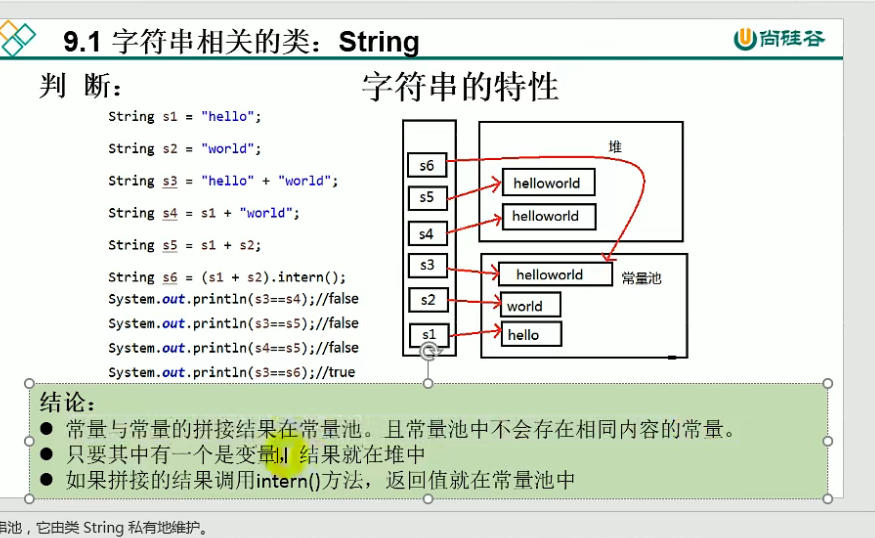 9.1 字符串相关的类：String
尚硅谷
判 断：
字符串的特性
String s1 = "hello";
String s2 = "world";
String s3 = "hello" + "world";
String s4 = s1 + "world";
String s5 = s1 + s2;
String s6 = (s1 + s2).intern();
System.out.println(s3==s4);//false
System.out.println(s3==s5);//false
System.out.println(s4==s5);//false
System.out.println(s3==s6);//true
s6
s5
s4
s3
s2
s1
堆
helloworld
helloworld
helloworld
常量池
world
hello
结论：
● 常量与常量的拼接结果在常量池。且常量池中不会存在相同内容的常量。
● 只要其中有一个是变量，结果就在堆中
● 如果拼接的结果调用intern()方法，返回值就在常量池中
串池，它由类 String 私有地维护。